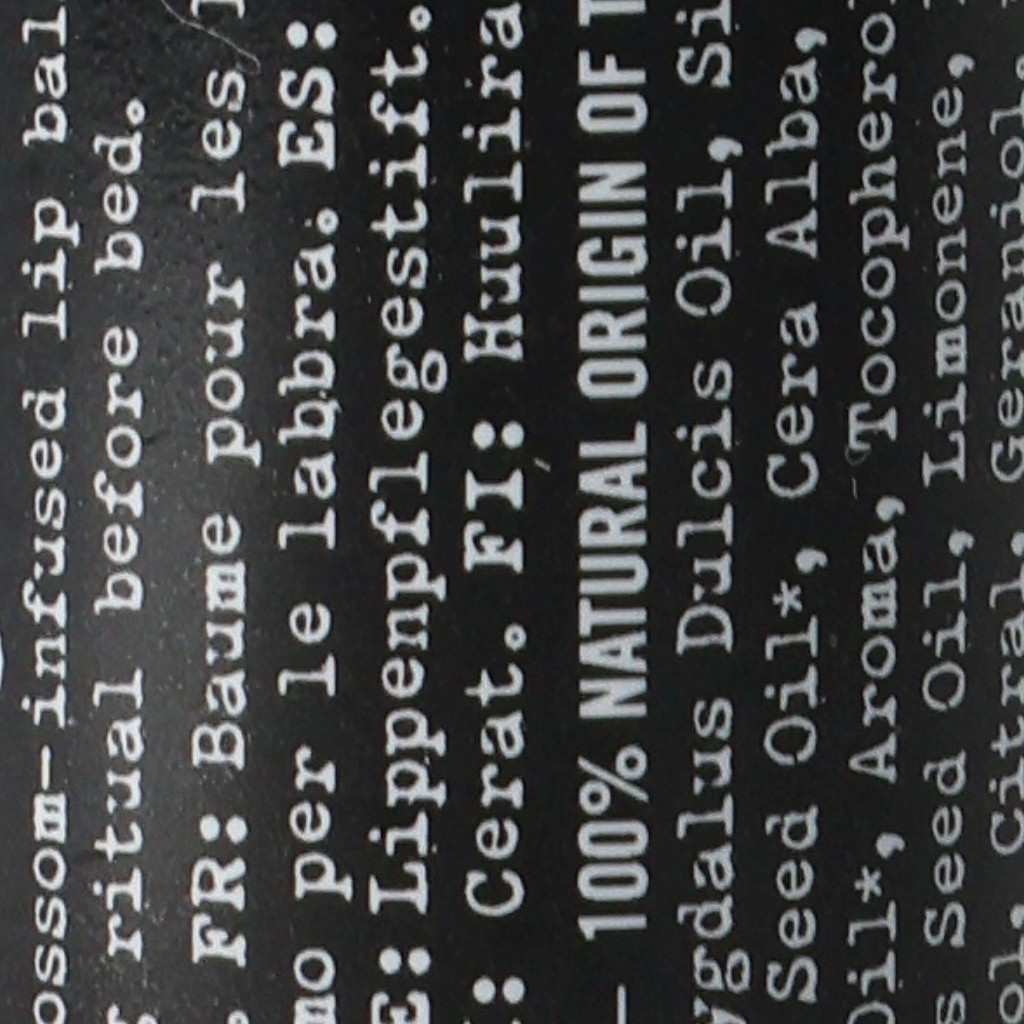 ossom-infused lip bal
ritual before bed.
. FR: Baume pour les
mo per le labbra. ES:
E: Lippenpflegestift.
: Cerat. FI: Huulira
— 100% NATURAL ORIGIN OF T
ygdalus Dulcis Oil, Si
Seed Oil*, Cera Alba,
Oil*, Aroma, Tocophero
s Seed Oil, Limonene,
ol, Citral, Geraniol,